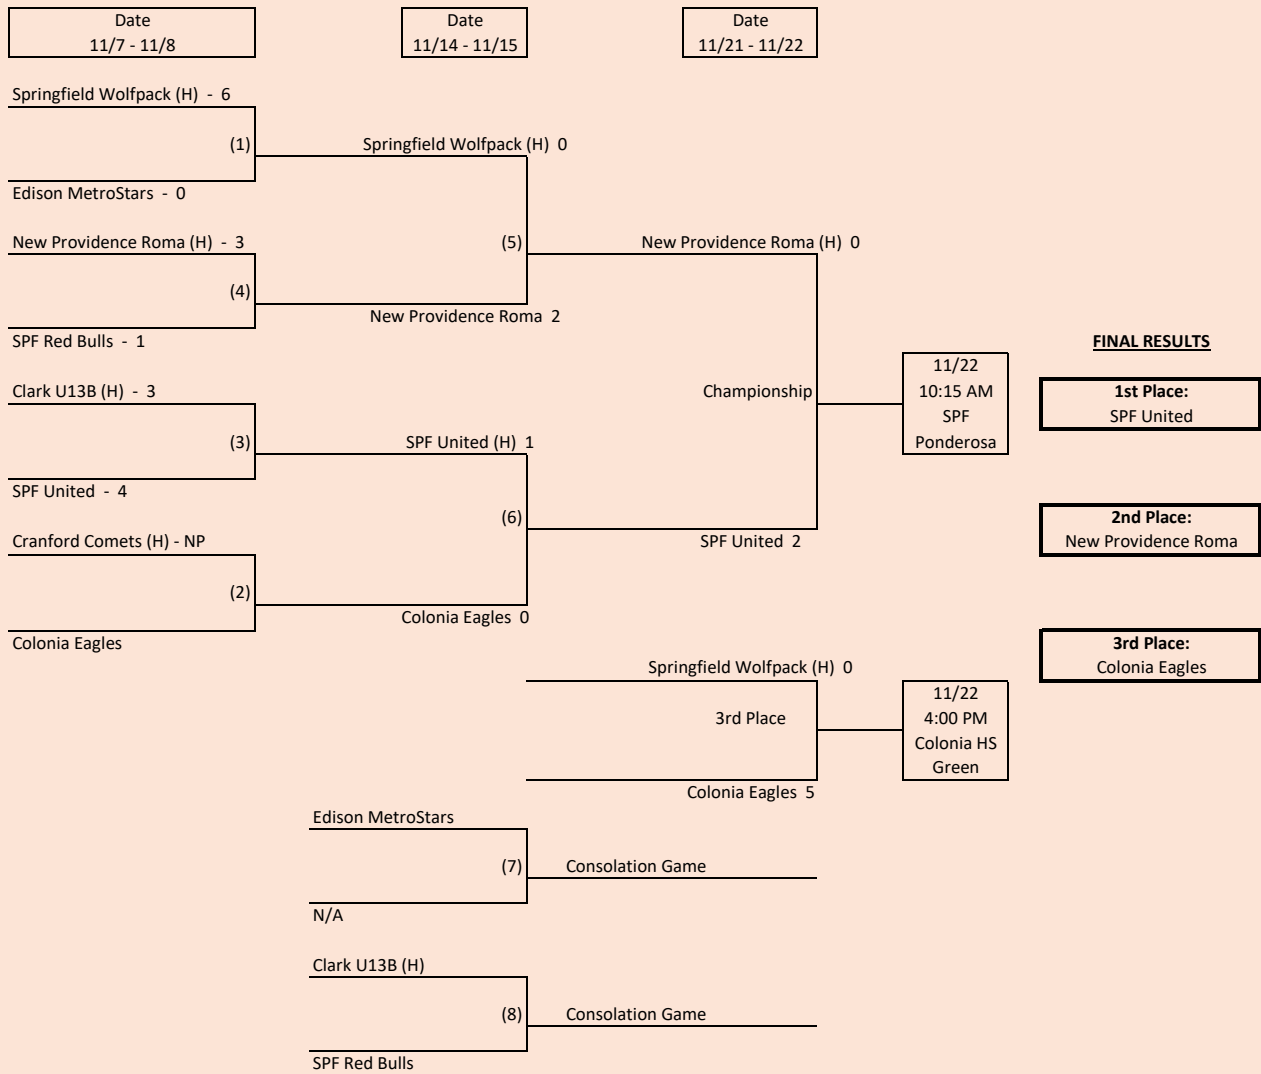 Date
11/7 - 11/8
Date
11/14 - 11/15
Date
11/21 - 11/22
Springfield Wolfpack (H) - 6
(1)
Springfield Wolfpack (H) 0
Edison MetroStars - 0
New Providence Roma (H) - 3
(5)
New Providence Roma (H) 0
(4)
New Providence Roma 2
SPF Red Bulls - 1
FINAL RESULTS
11/22
10:15 AM
SPF
Ponderosa
Clark U13B (H) - 3
Championship
1st Place:
SPF United
(3)
SPF United (H) 1
SPF United - 4
(6)
2nd Place:
New Providence Roma
Cranford Comets (H) - NP
SPF United 2
(2)
Colonia Eagles 0
Colonia Eagles
3rd Place:
Colonia Eagles
Springfield Wolfpack (H) 0
11/22
4:00 PM
Colonia HS
Green
3rd Place
Colonia Eagles 5
Edison MetroStars
(7)
Consolation Game
N/A
Clark U13B (H)
(8)
Consolation Game
SPF Red Bulls